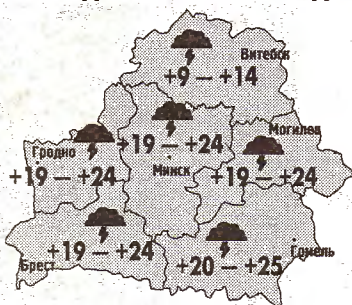 Витебск
+9 — +14
+19 — +24
Могилев
Гродно
Минск
+19 — +24
+19 — +24
+19 — +24
+20 — +25
Гомель
Брест